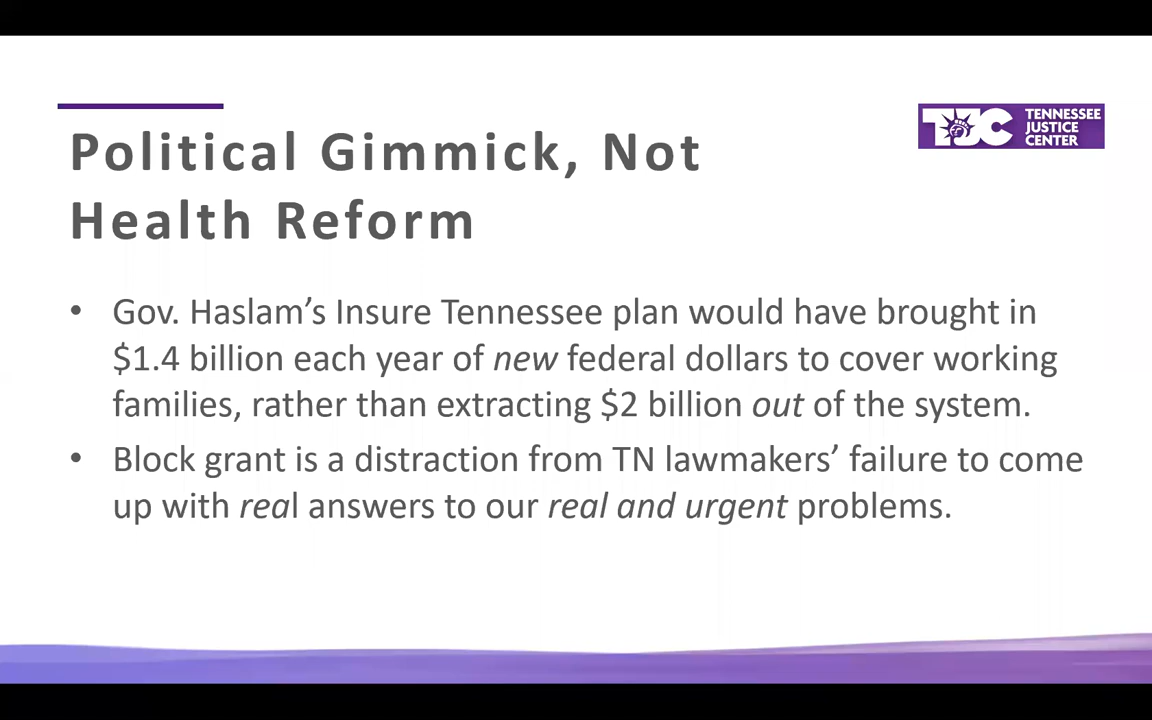 Political Gimmick, Not
Health Reform
TJC TENNESSEE
JUSTICE
CENTER
• Gov. Haslam’s Insure Tennessee plan would have brought in
$1.4 billion each year of new federal dollars to cover working
families, rather than extracting $2 billion out of the system.
• Block grant is a distraction from TN lawmakers’ failure to come
up with real answers to our real and urgent problems.